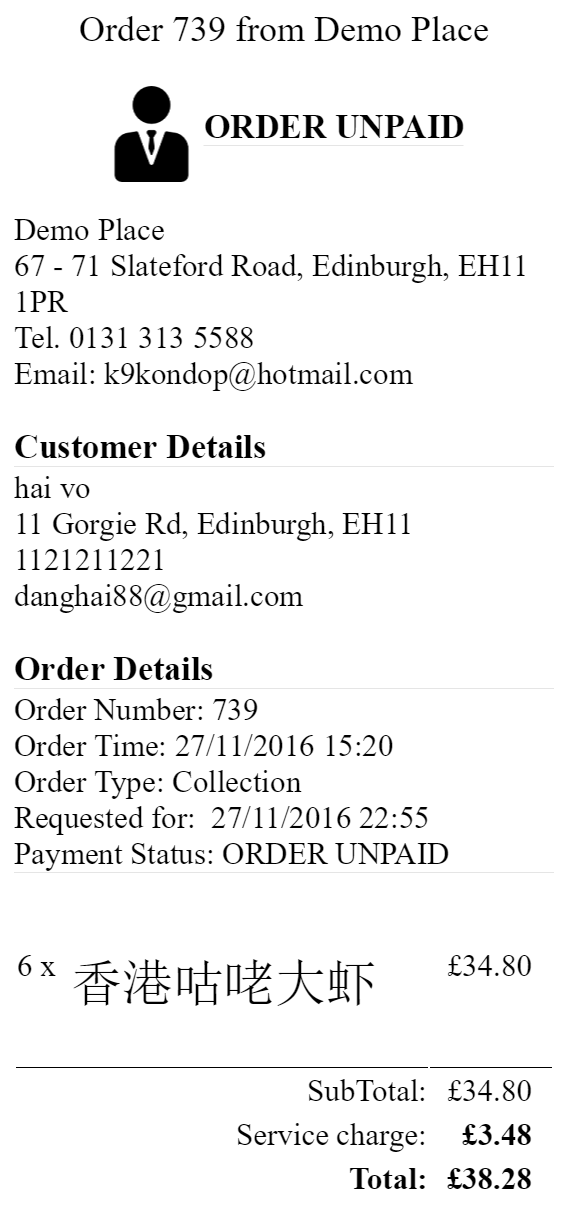 Order 739 from Demo Place
ORDER UNPAID
Demo Place
67 - 71 Slateford Road, Edinburgh, EH11
1PR
Tel. 0131 313 5588
Email: k9kondop@hotmail.com
Customer Details
hai vo
11 Gorgie Rd, Edinburgh, EH11
1121211221
danghai88@gmail.com
Order Details
Order Number: 739
Order Time: 27/11/2016 15:20
Order Type: Collection
Requested for:  27/11/2016 22:55
Payment Status: ORDER UNPAID
6 x 香港咕咾大虾 £34.80
SubTotal: £34.80
Service charge: £3.48
Total: £38.28